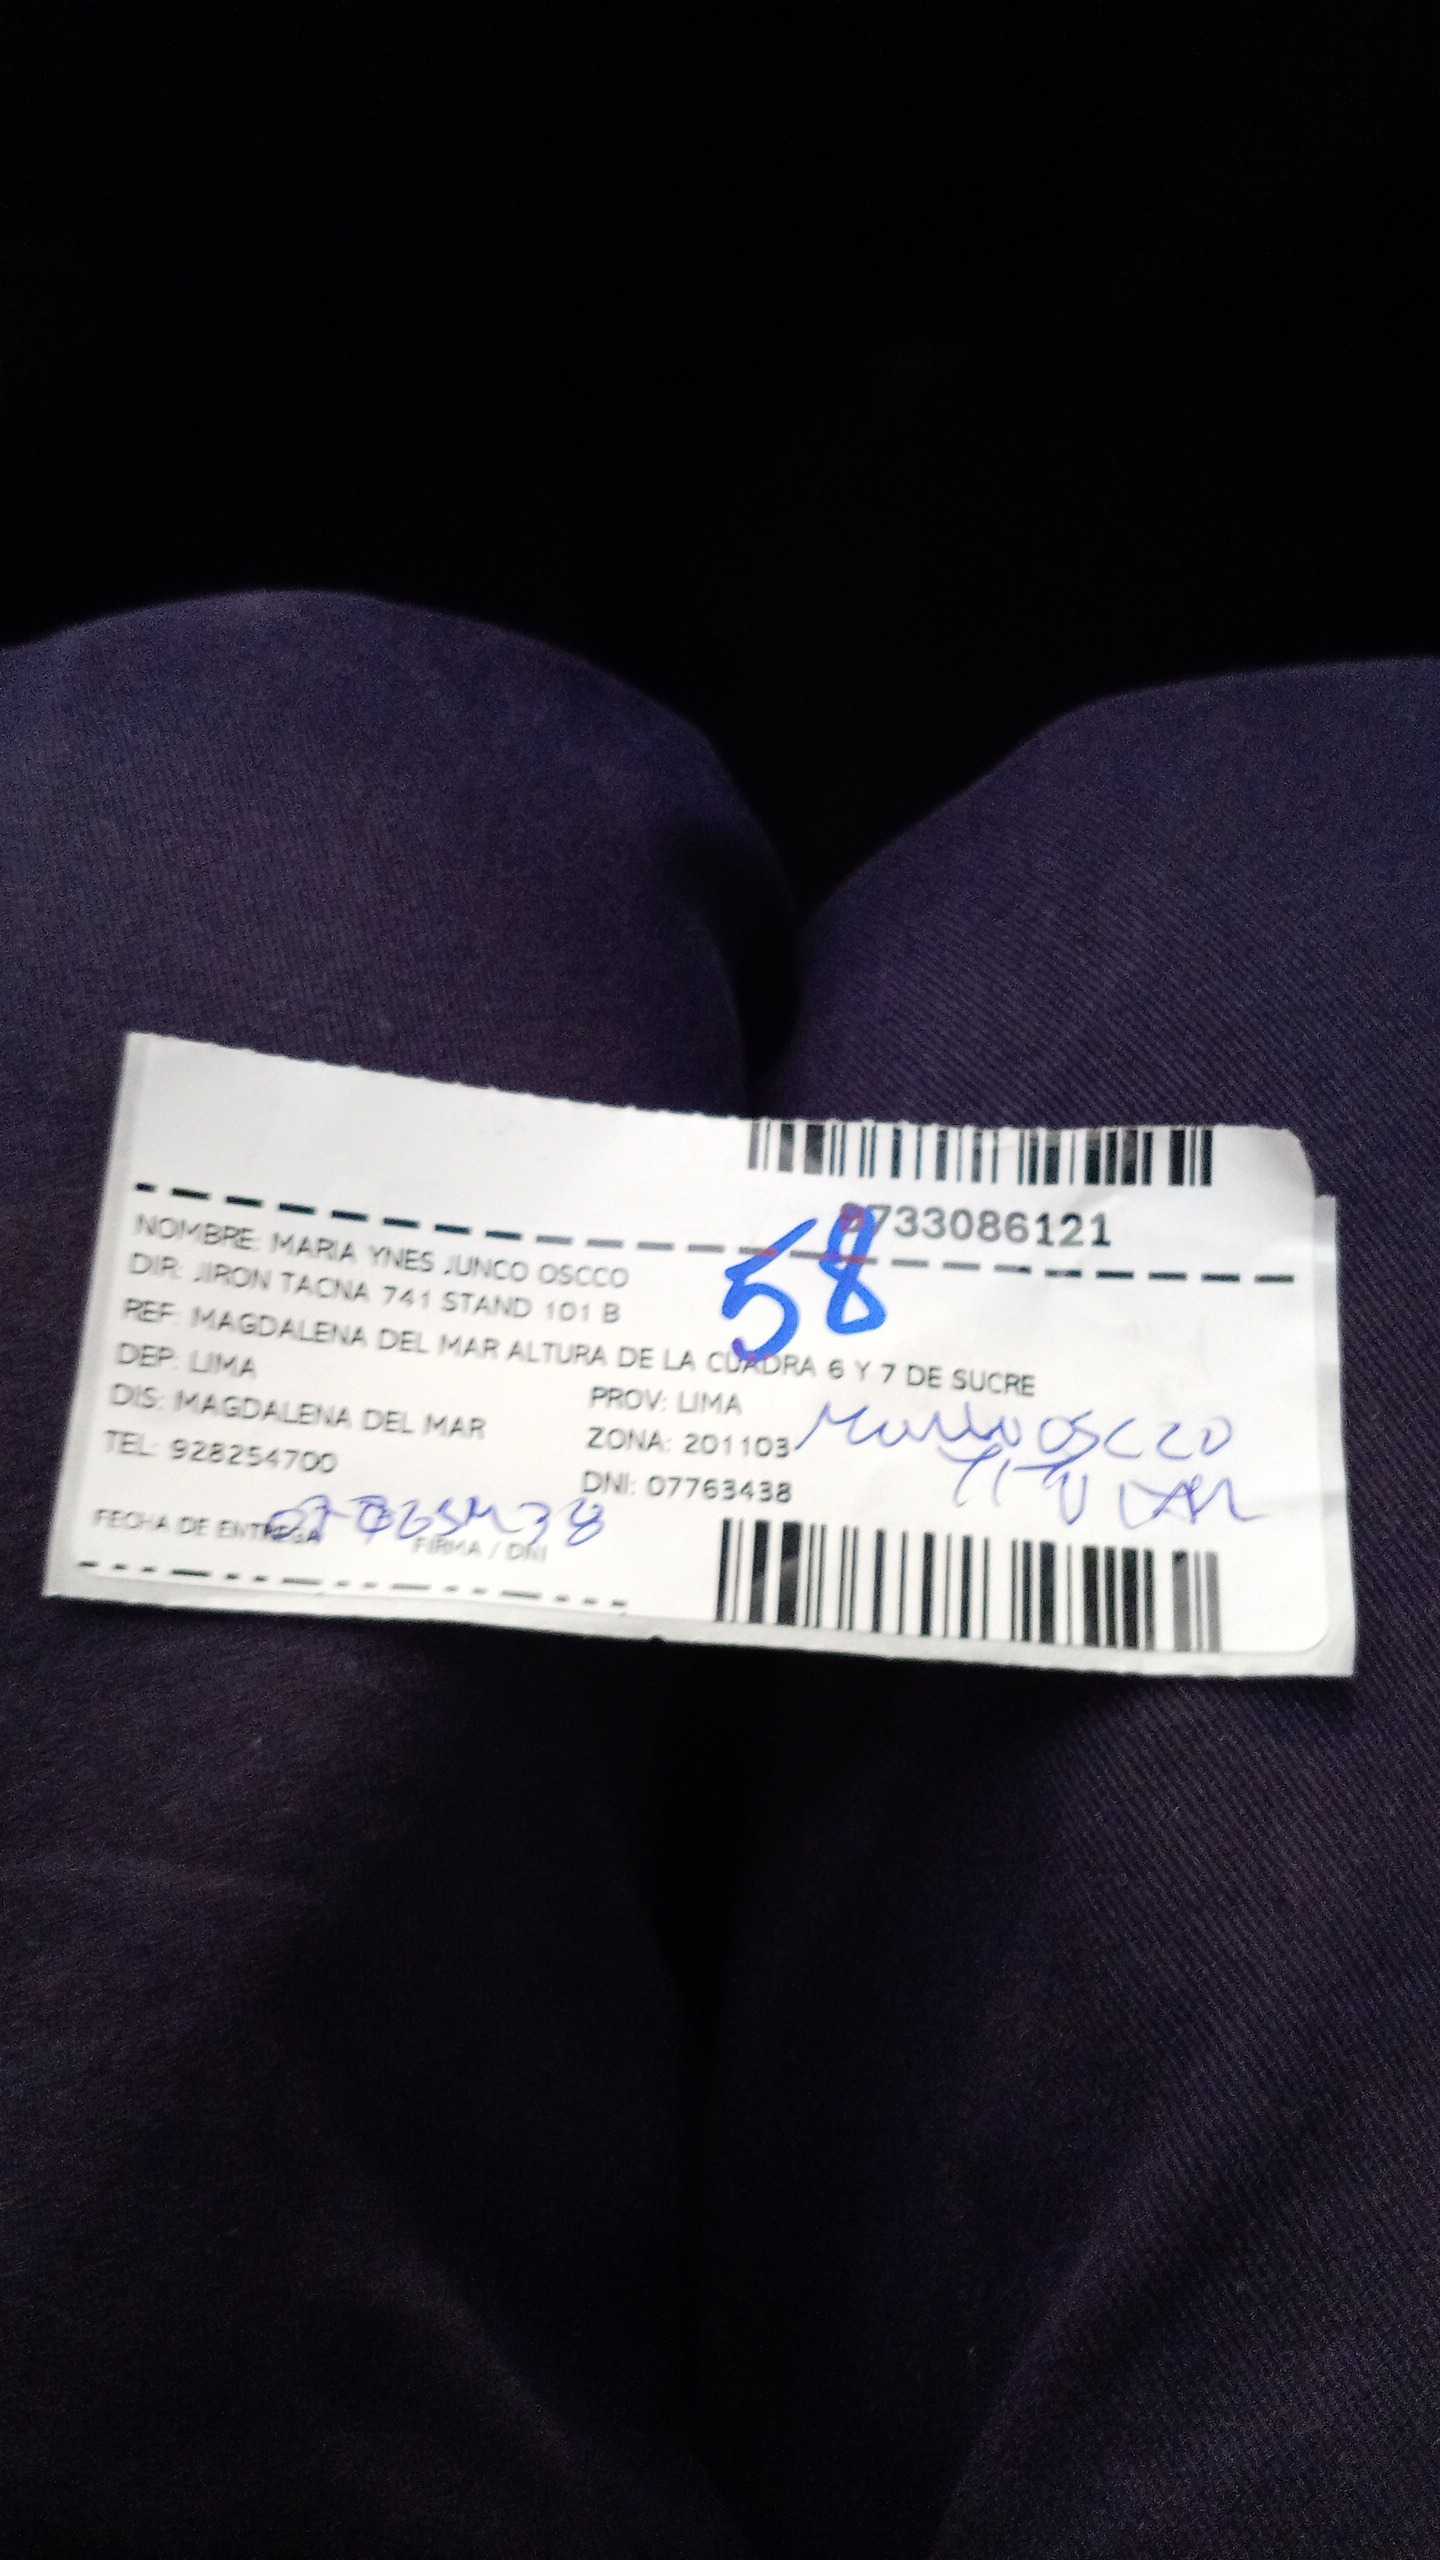 733086121
58
NOMBRE: MARIA YNES JUNCO OSCCO
DIR: JIRON TACNA 741 STAND 101 B
REF: MAGDALENA DEL MAR ALTURA DE LA CUADRA 6 Y 7 DE SUCRE
DEP: LIMA PROV: LIMA
DIS: MAGDALENA DEL MAR ZONA: 201103 OSCCO
TEL: 928254700 DNI: 07763438 TITULAR
FECHA DE ENTREGA FIRMA / DNI